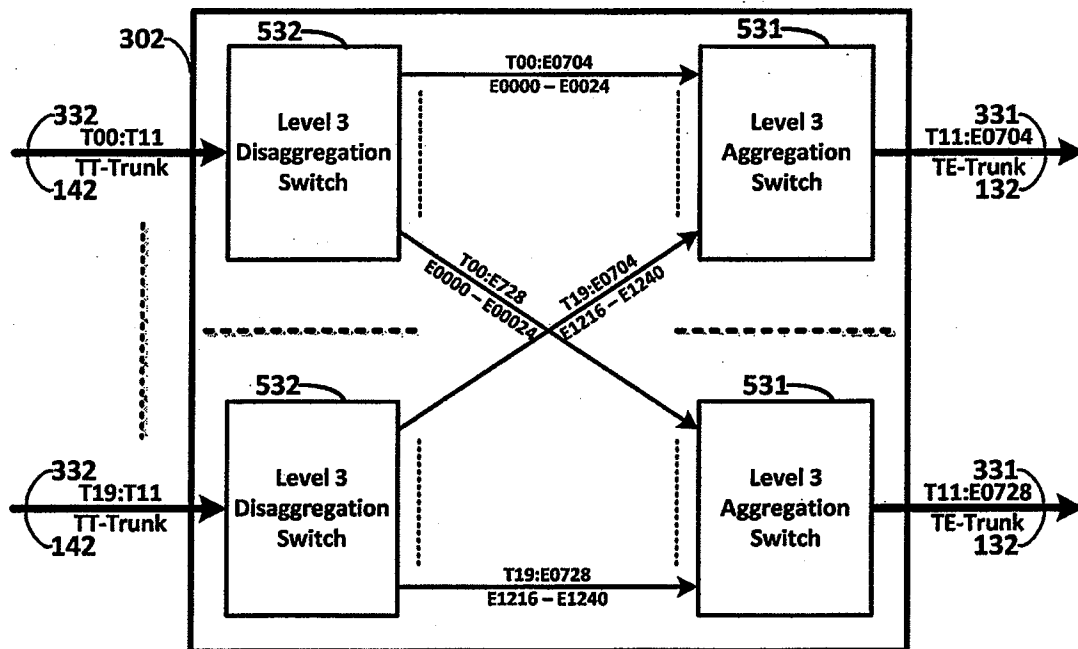 302
532
531
T00:E0704
E0000 – E0024
332
T00:T11
TT-Trunk
142
Level 3
Disaggregation
Switch
Level 3
Aggregation
Switch
331
T11:E0704
TE-Trunk
132
T00:E728
E0000 – E00024
T19:E0704
E1216 – E1240
532
531
332
T19:T11
TT-Trunk
142
Level 3
Disaggregation
Switch
Level 3
Aggregation
Switch
331
T11:E0728
TE-Trunk
132
T19:E0728
E1216 – E1240